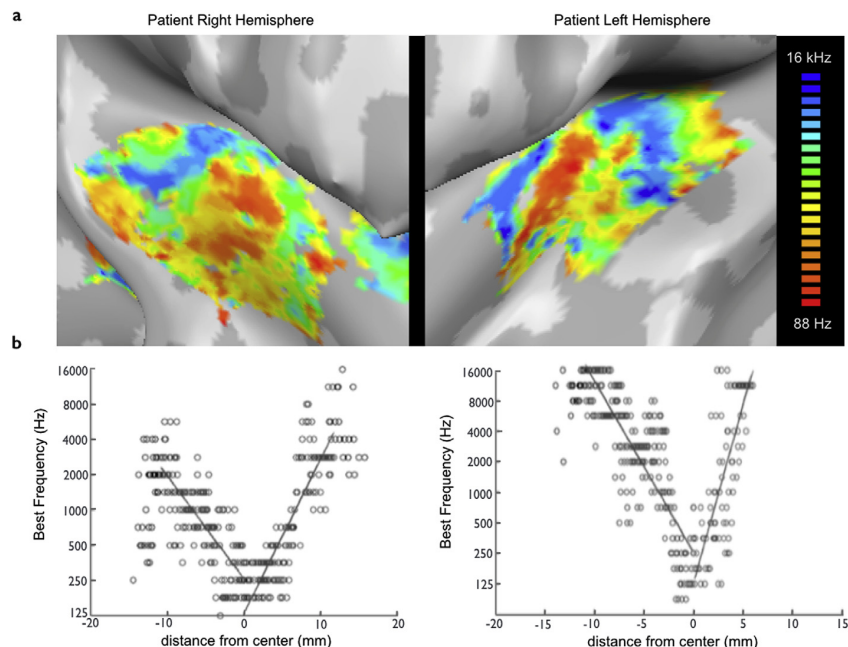 a
Patient Right Hemisphere
Patient Left Hemisphere
16 kHz
88 Hz
b
Best Frequency (Hz)
16000
8000
4000
2000
1000
500
250
125
-20
-10
0
10
20
distance from center (mm)
Best Frequency (Hz)
16000
8000
4000
2000
1000
500
250
125
-20
-15
-10
-5
0
5
10
15
distance from center (mm)